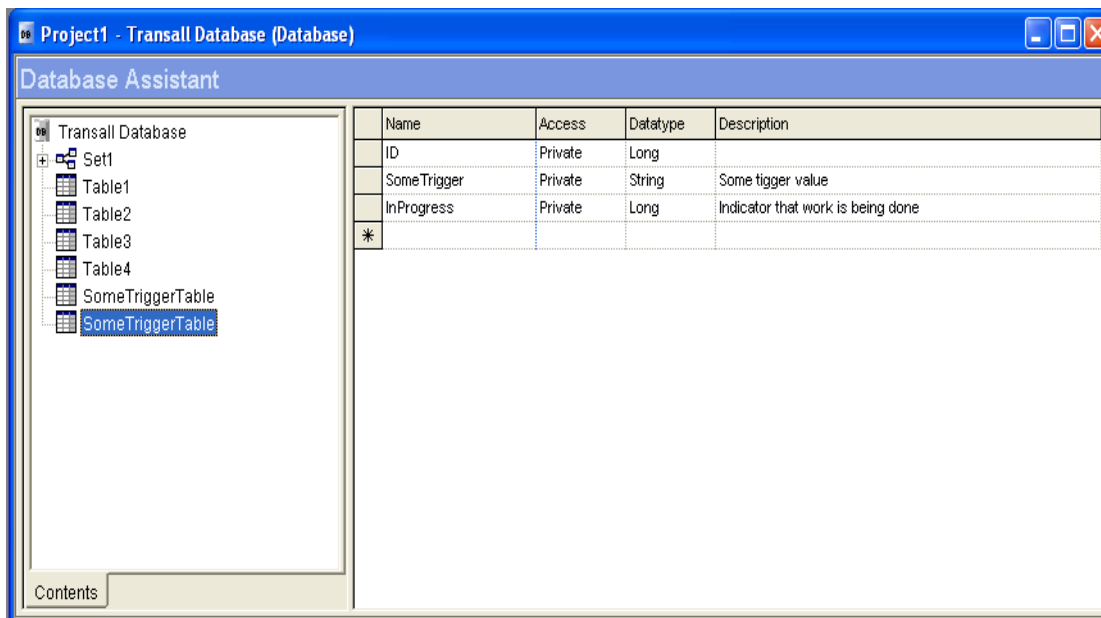 Project1 - Transall Database (Database)
Database Assistant
Transall Database
Set1
Table1
Table2
Table3
Table4
SomeTriggerTable
SomeTriggerTable
Contents
Name Access Datatype Description
ID Private Long
SomeTrigger Private String Some tigger value
InProgress Private Long Indicator that work is being done